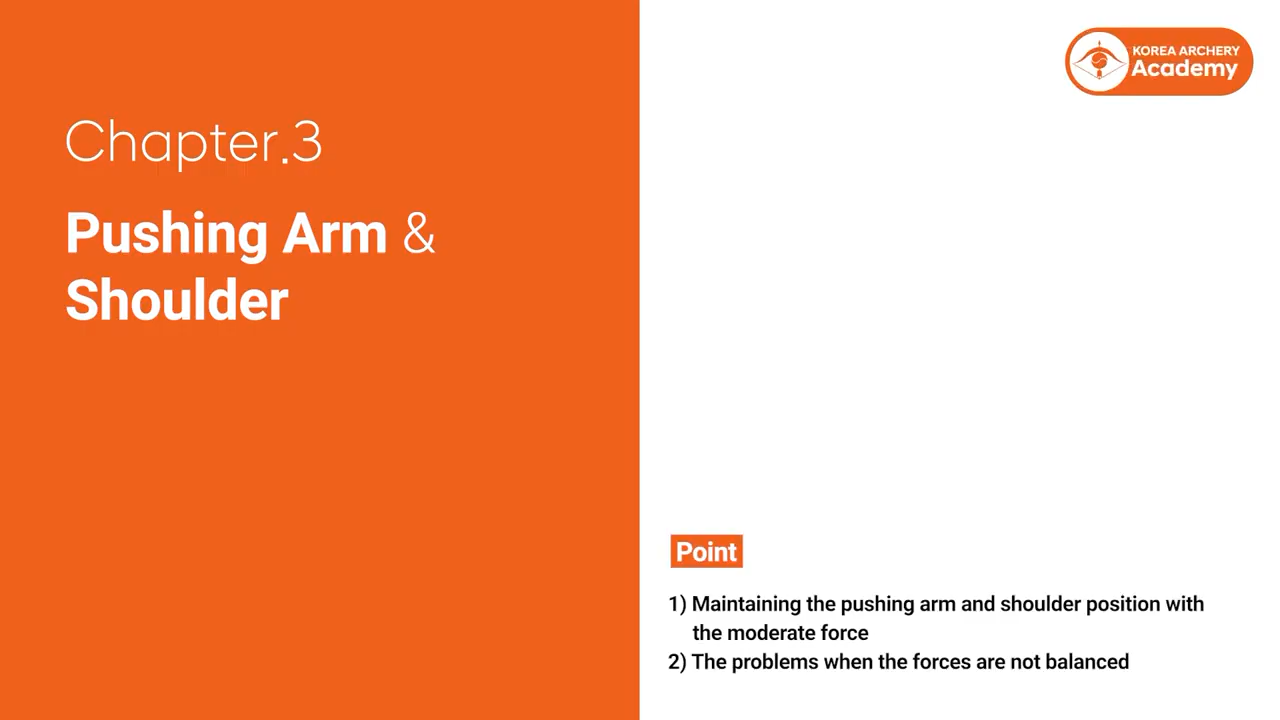 Chapter.3
Pushing Arm &
Shoulder
KOREA ARCHERY
Academy
Point
1) Maintaining the pushing arm and shoulder position with
the moderate force
2) The problems when the forces are not balanced